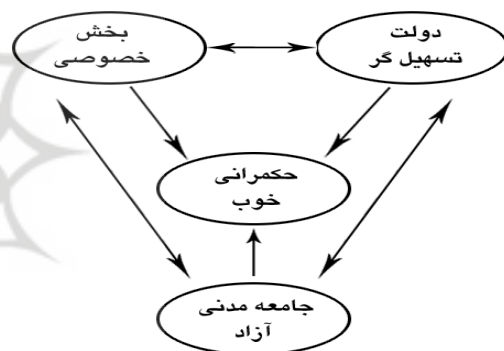 دولت
تسهیل گر
بخش
خصوصی
حکمرانی
خوب
جامعه مدنی
آزاد